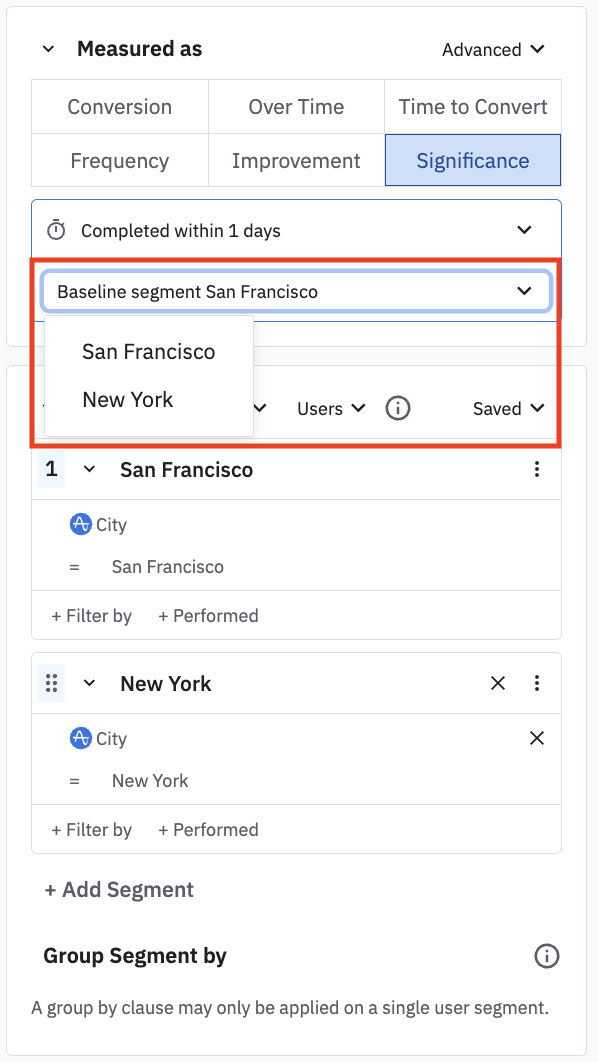 Measured as
Advanced
Conversion
Over Time
Time to Convert
Frequency
Improvement
Significance
Completed within 1 days
Baseline segment San Francisco
San Francisco
New York
Users
Saved
1
San Francisco
City
= San Francisco
+ Filter by + Performed
New York
City
= New York
+ Filter by + Performed
+ Add Segment
Group Segment by
A group by clause may only be applied on a single user segment.